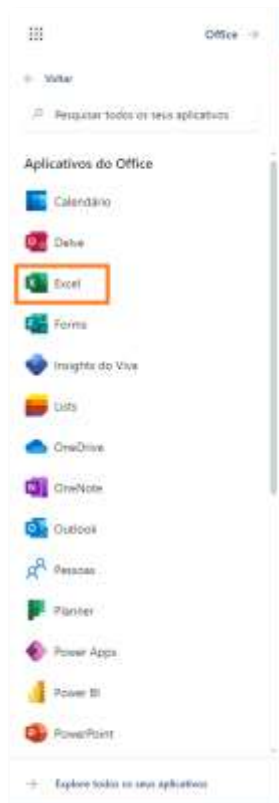 Office
Voltar
Pesquisar todos os seus aplicativos
Aplicativos do Office
Calendário
Delve
Excel
Forms
Insights do Viva
Lists
OneDrive
OneNote
Outlook
Pessoas
Planner
Power Apps
Power BI
PowerPoint
Explore todos os seus aplicativos